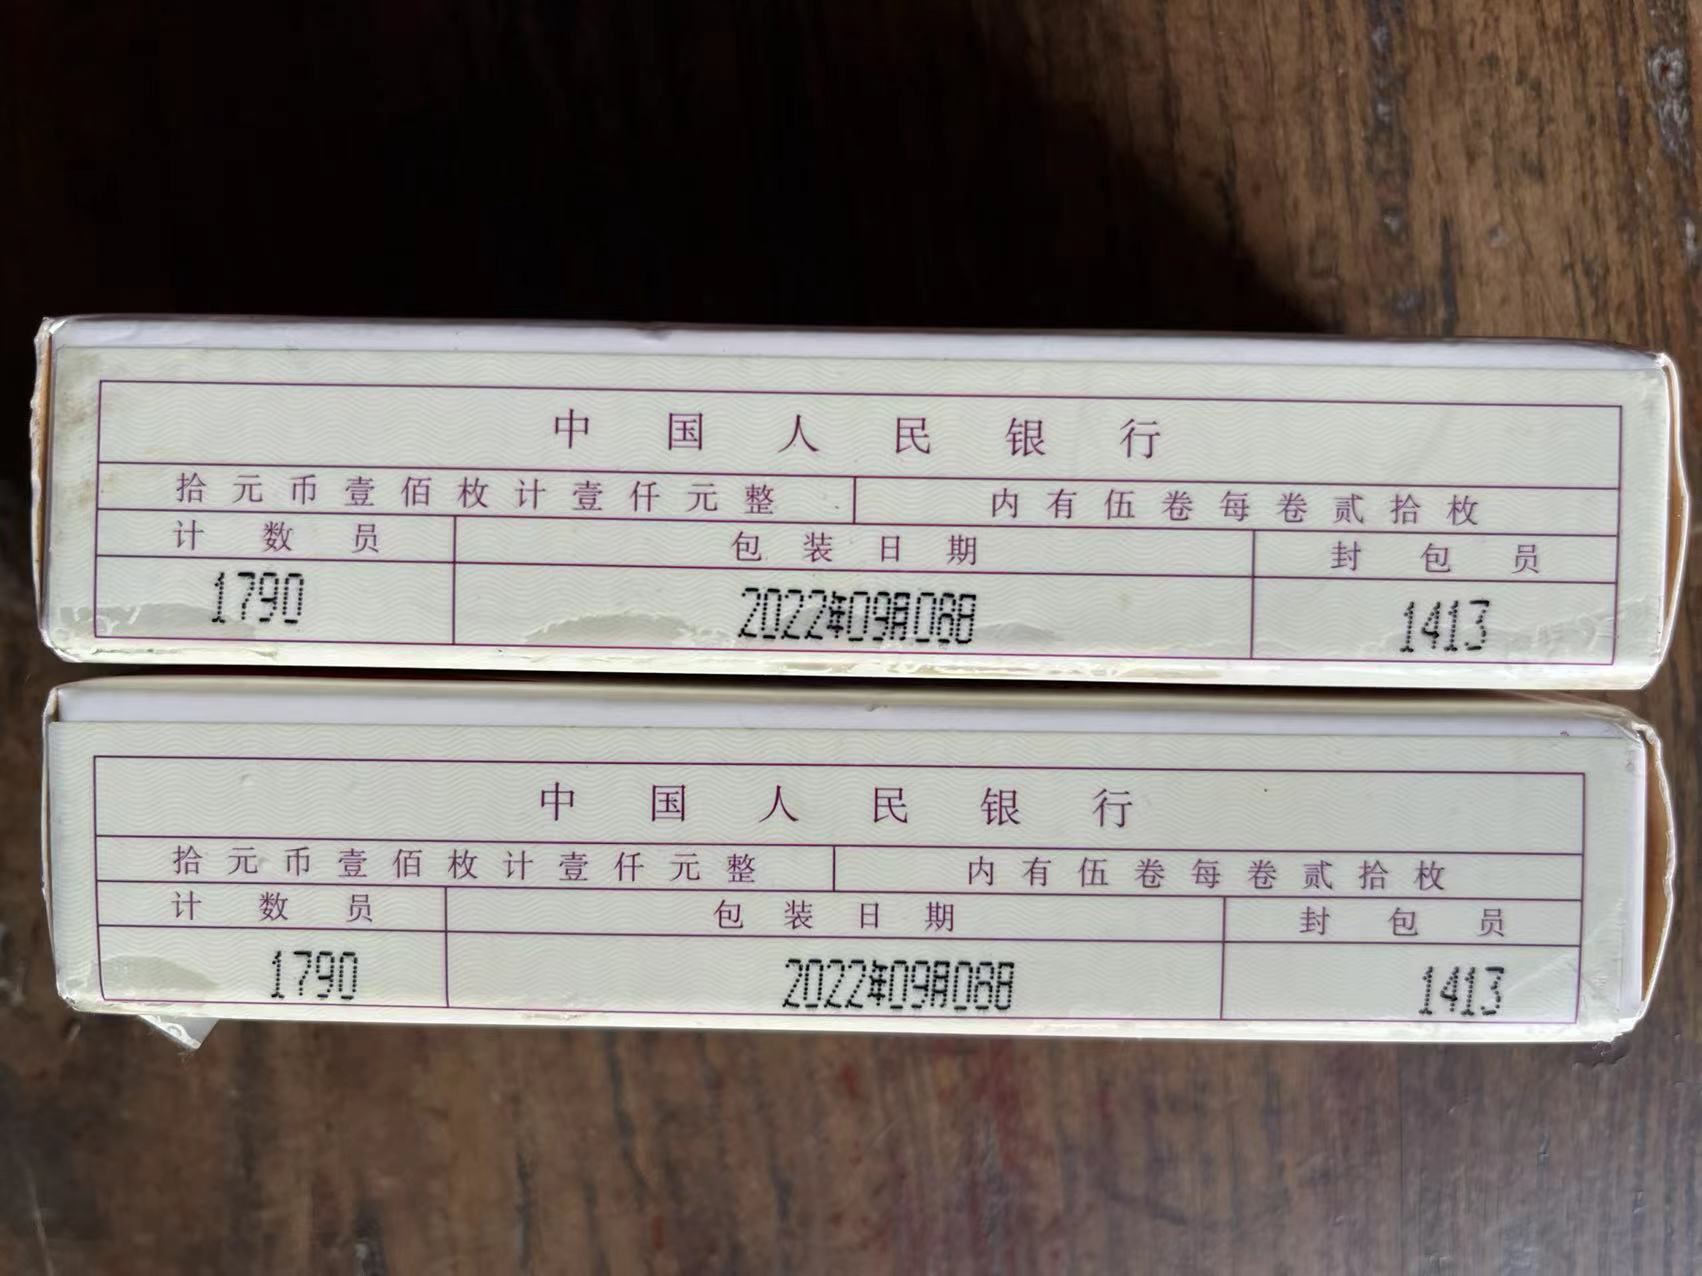 中国人民银行
拾元币壹佰枚计壹仟元整 内有伍卷每卷贰拾枚
计数员 包装日期 封包员
1790 2022年09月08日 1413
中国人民银行
拾元币壹佰枚计壹仟元整 内有伍卷每卷贰拾枚
计数员 包装日期 封包员
1790 2022年09月08日 1413